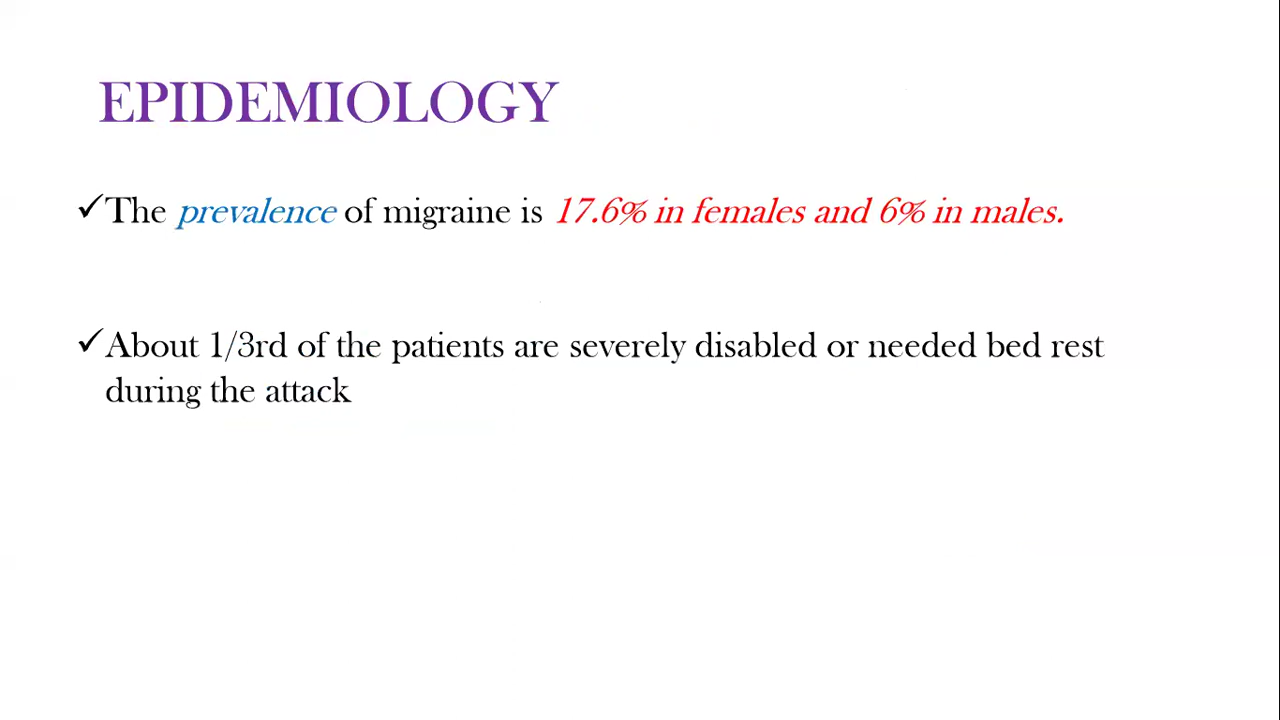 EPIDEMIOLOGY
✓The prevalence of migraine is 17.6% in females and 6% in males.
✓About 1/3rd of the patients are severely disabled or needed bed rest
during the attack